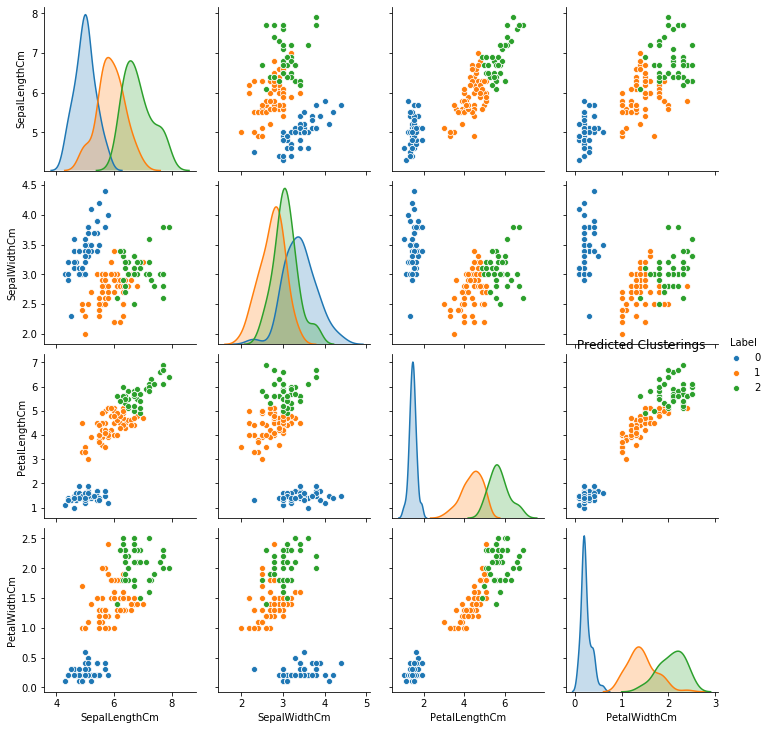 8
7
6
5
SepalLengthCm
4.5
4.0
3.5
3.0
2.5
2.0
SepalWidthCm
Predicted Clusterings
Label
0
1
2
7
6
5
4
3
2
1
PetalLengthCm
2.5
2.0
1.5
1.0
0.5
0.0
PetalWidthCm
4 6 8
2 3 4 5
2 4 6
0 1 2 3
SepalLengthCm SepalWidthCm PetalLengthCm PetalWidthCm